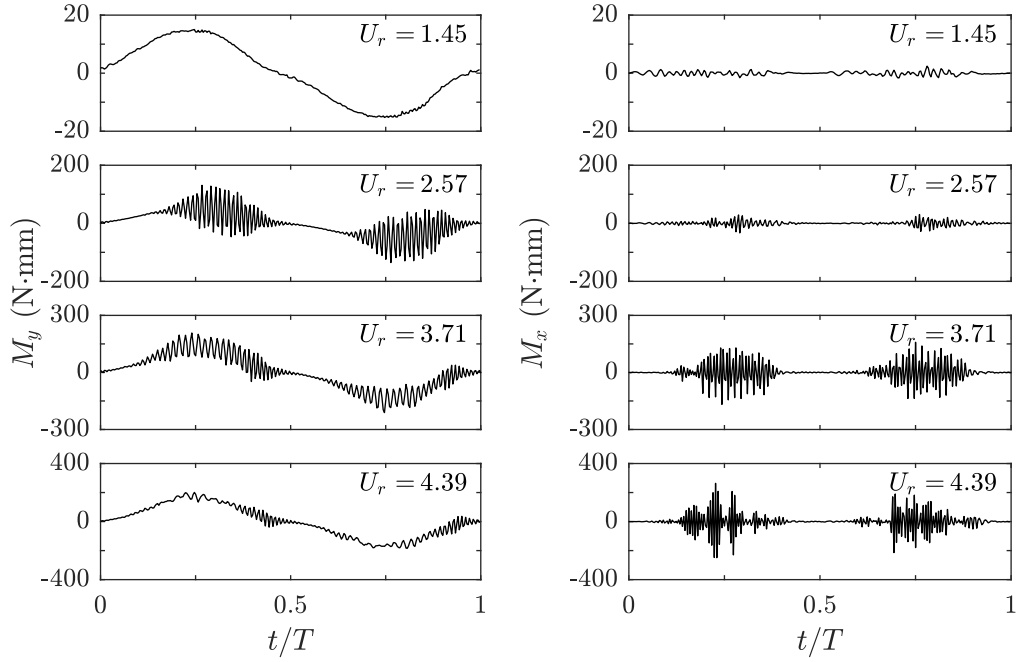 20
0
-20
U_r = 1.45
20
0
-20
U_r = 1.45
200
0
-200
U_r = 2.57
200
0
-200
U_r = 2.57
M_y (N·mm)
M_x (N·mm)
300
0
-300
U_r = 3.71
300
0
-300
U_r = 3.71
400
0
-400
U_r = 4.39
400
0
-400
U_r = 4.39
0 0.5 1
0 0.5 1
t/T
t/T